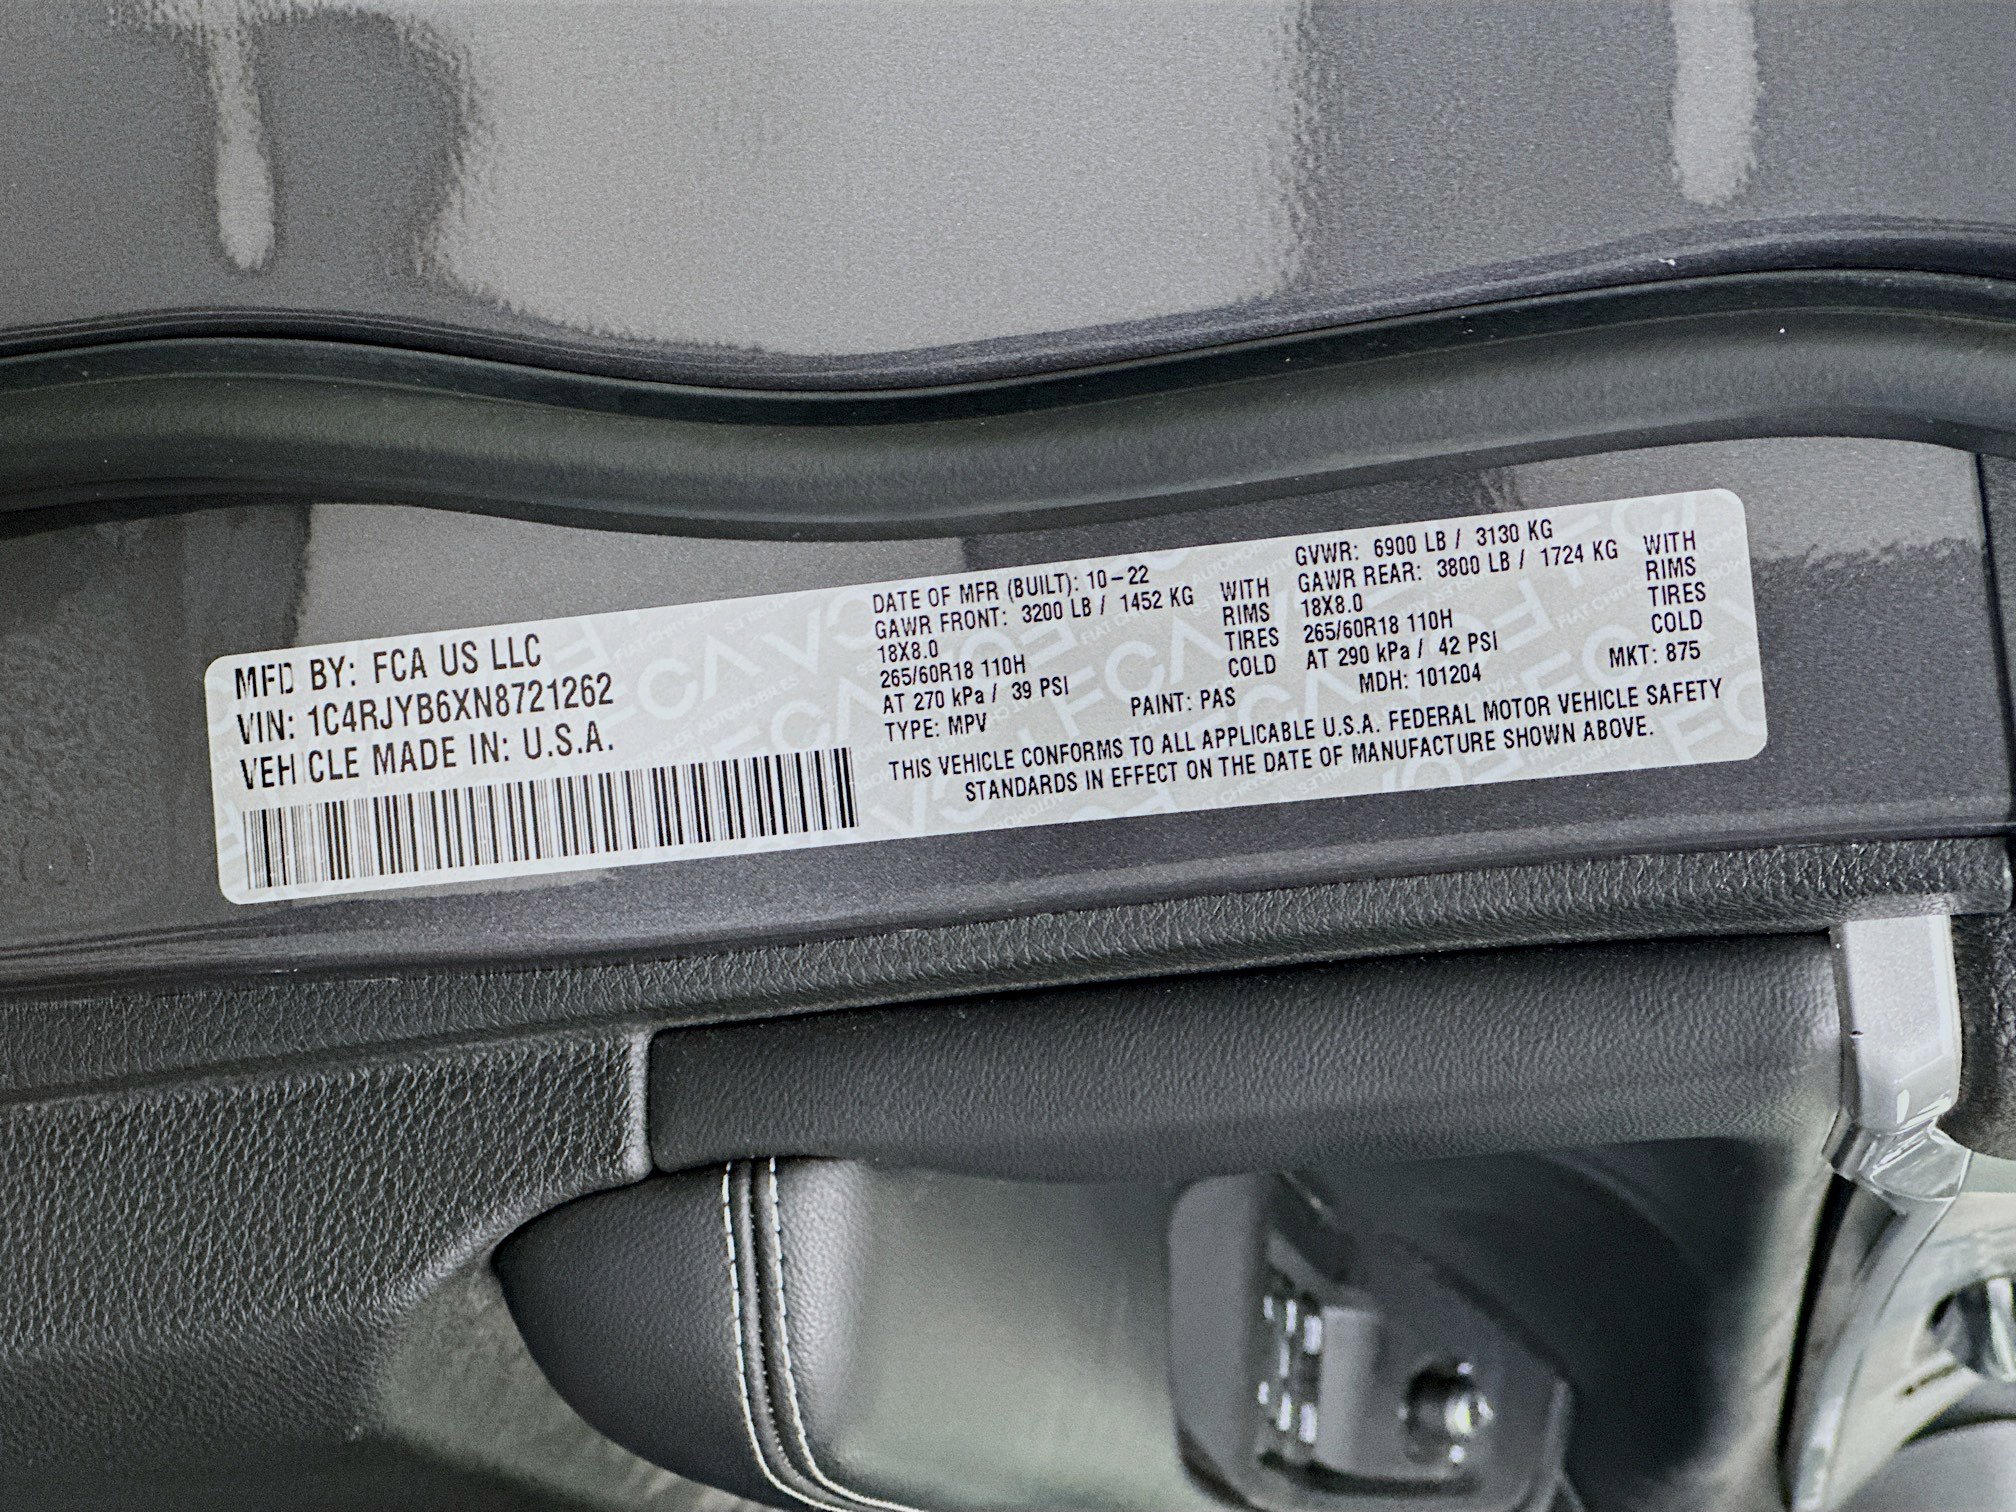 MFD BY: FCA US LLC
VIN: 1C4RJYB6XN8721262
VEHICLE MADE IN: U.S.A.
DATE OF MFR (BUILT): 10-22
GAWR FRONT: 3200 LB / 1452 KG WITH
18X8.0 RIMS
265/60R18 110H TIRES
AT 270 kPa / 39 PSI COLD
TYPE: MPV PAINT: PAS
GVWR: 6900 LB / 3130 KG
GAWR REAR: 3800 LB / 1724 KG WITH
18X8.0 RIMS
265/60R18 110H TIRES
AT 290 kPa / 42 PSI COLD
MDH: 101204 MKT: 875
THIS VEHICLE CONFORMS TO ALL APPLICABLE U.S.A. FEDERAL MOTOR VEHICLE SAFETY
STANDARDS IN EFFECT ON THE DATE OF MANUFACTURE SHOWN ABOVE.